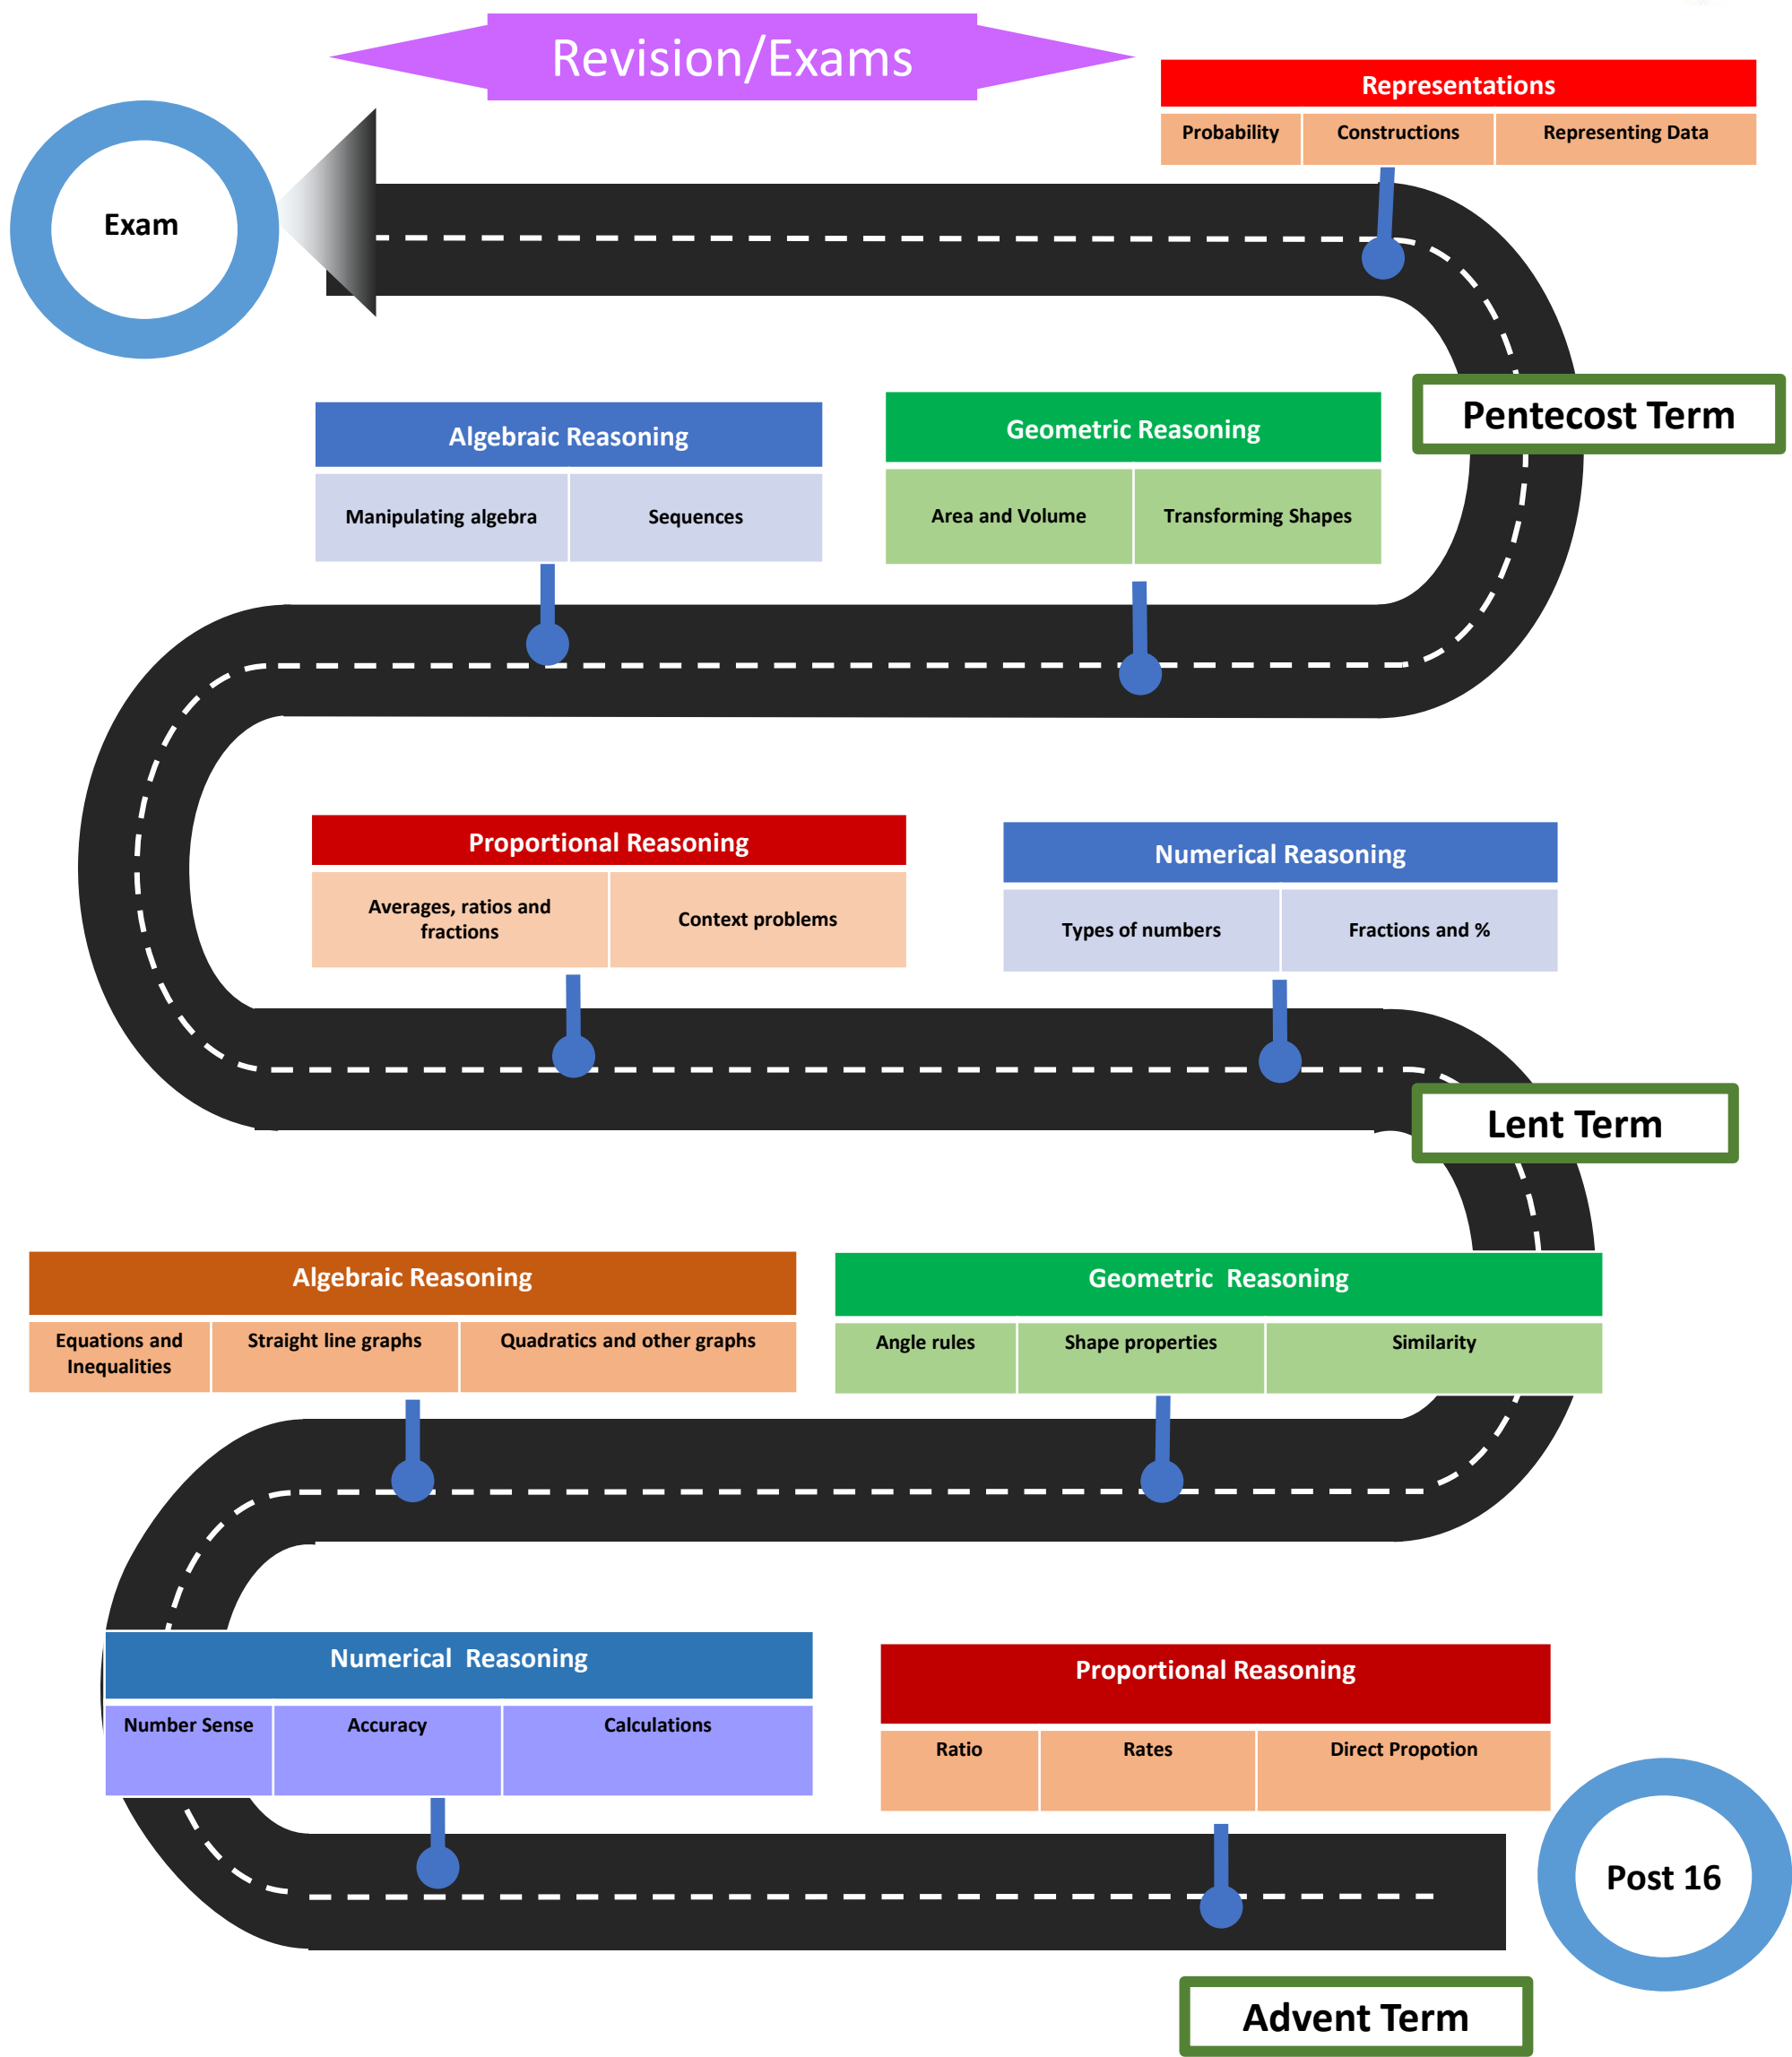 Revision/Exams
Representations
Probability
Constructions
Representing Data
Exam
Pentecost Term
Algebraic Reasoning
Manipulating algebra
Sequences
Geometric Reasoning
Area and Volume
Transforming Shapes
Proportional Reasoning
Averages, ratios and
fractions
Context problems
Numerical Reasoning
Types of numbers
Fractions and %
Lent Term
Algebraic Reasoning
Equations and
Inequalities
Straight line graphs
Quadratics and other graphs
Geometric Reasoning
Angle rules
Shape properties
Similarity
Numerical Reasoning
Number Sense
Accuracy
Calculations
Proportional Reasoning
Ratio
Rates
Direct Propotion
Post 16
Advent Term